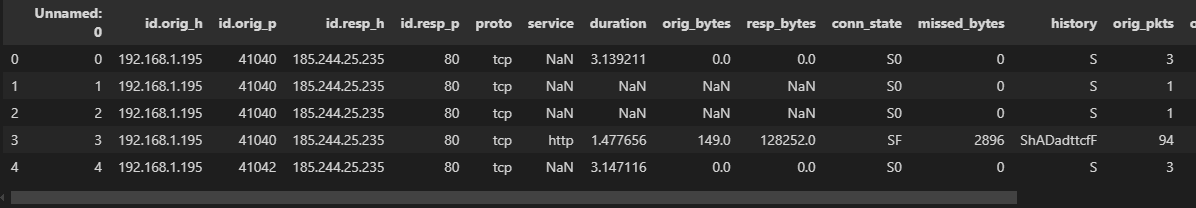 Unnamed: 0 id.orig_h id.orig_p id.resp_h id.resp_p proto service duration orig_bytes resp_bytes conn_state missed_bytes history orig_pkts
0 0 192.168.1.195 41040 185.244.25.235 80 tcp NaN 3.139211 0.0 0.0 S0 0 S 3
1 1 192.168.1.195 41040 185.244.25.235 80 tcp NaN NaN NaN NaN S0 0 S 1
2 2 192.168.1.195 41040 185.244.25.235 80 tcp NaN NaN NaN NaN S0 0 S 1
3 3 192.168.1.195 41040 185.244.25.235 80 tcp http 1.477656 149.0 128252.0 SF 2896 ShADadttcfF 94
4 4 192.168.1.195 41042 185.244.25.235 80 tcp NaN 3.147116 0.0 0.0 S0 0 S 3